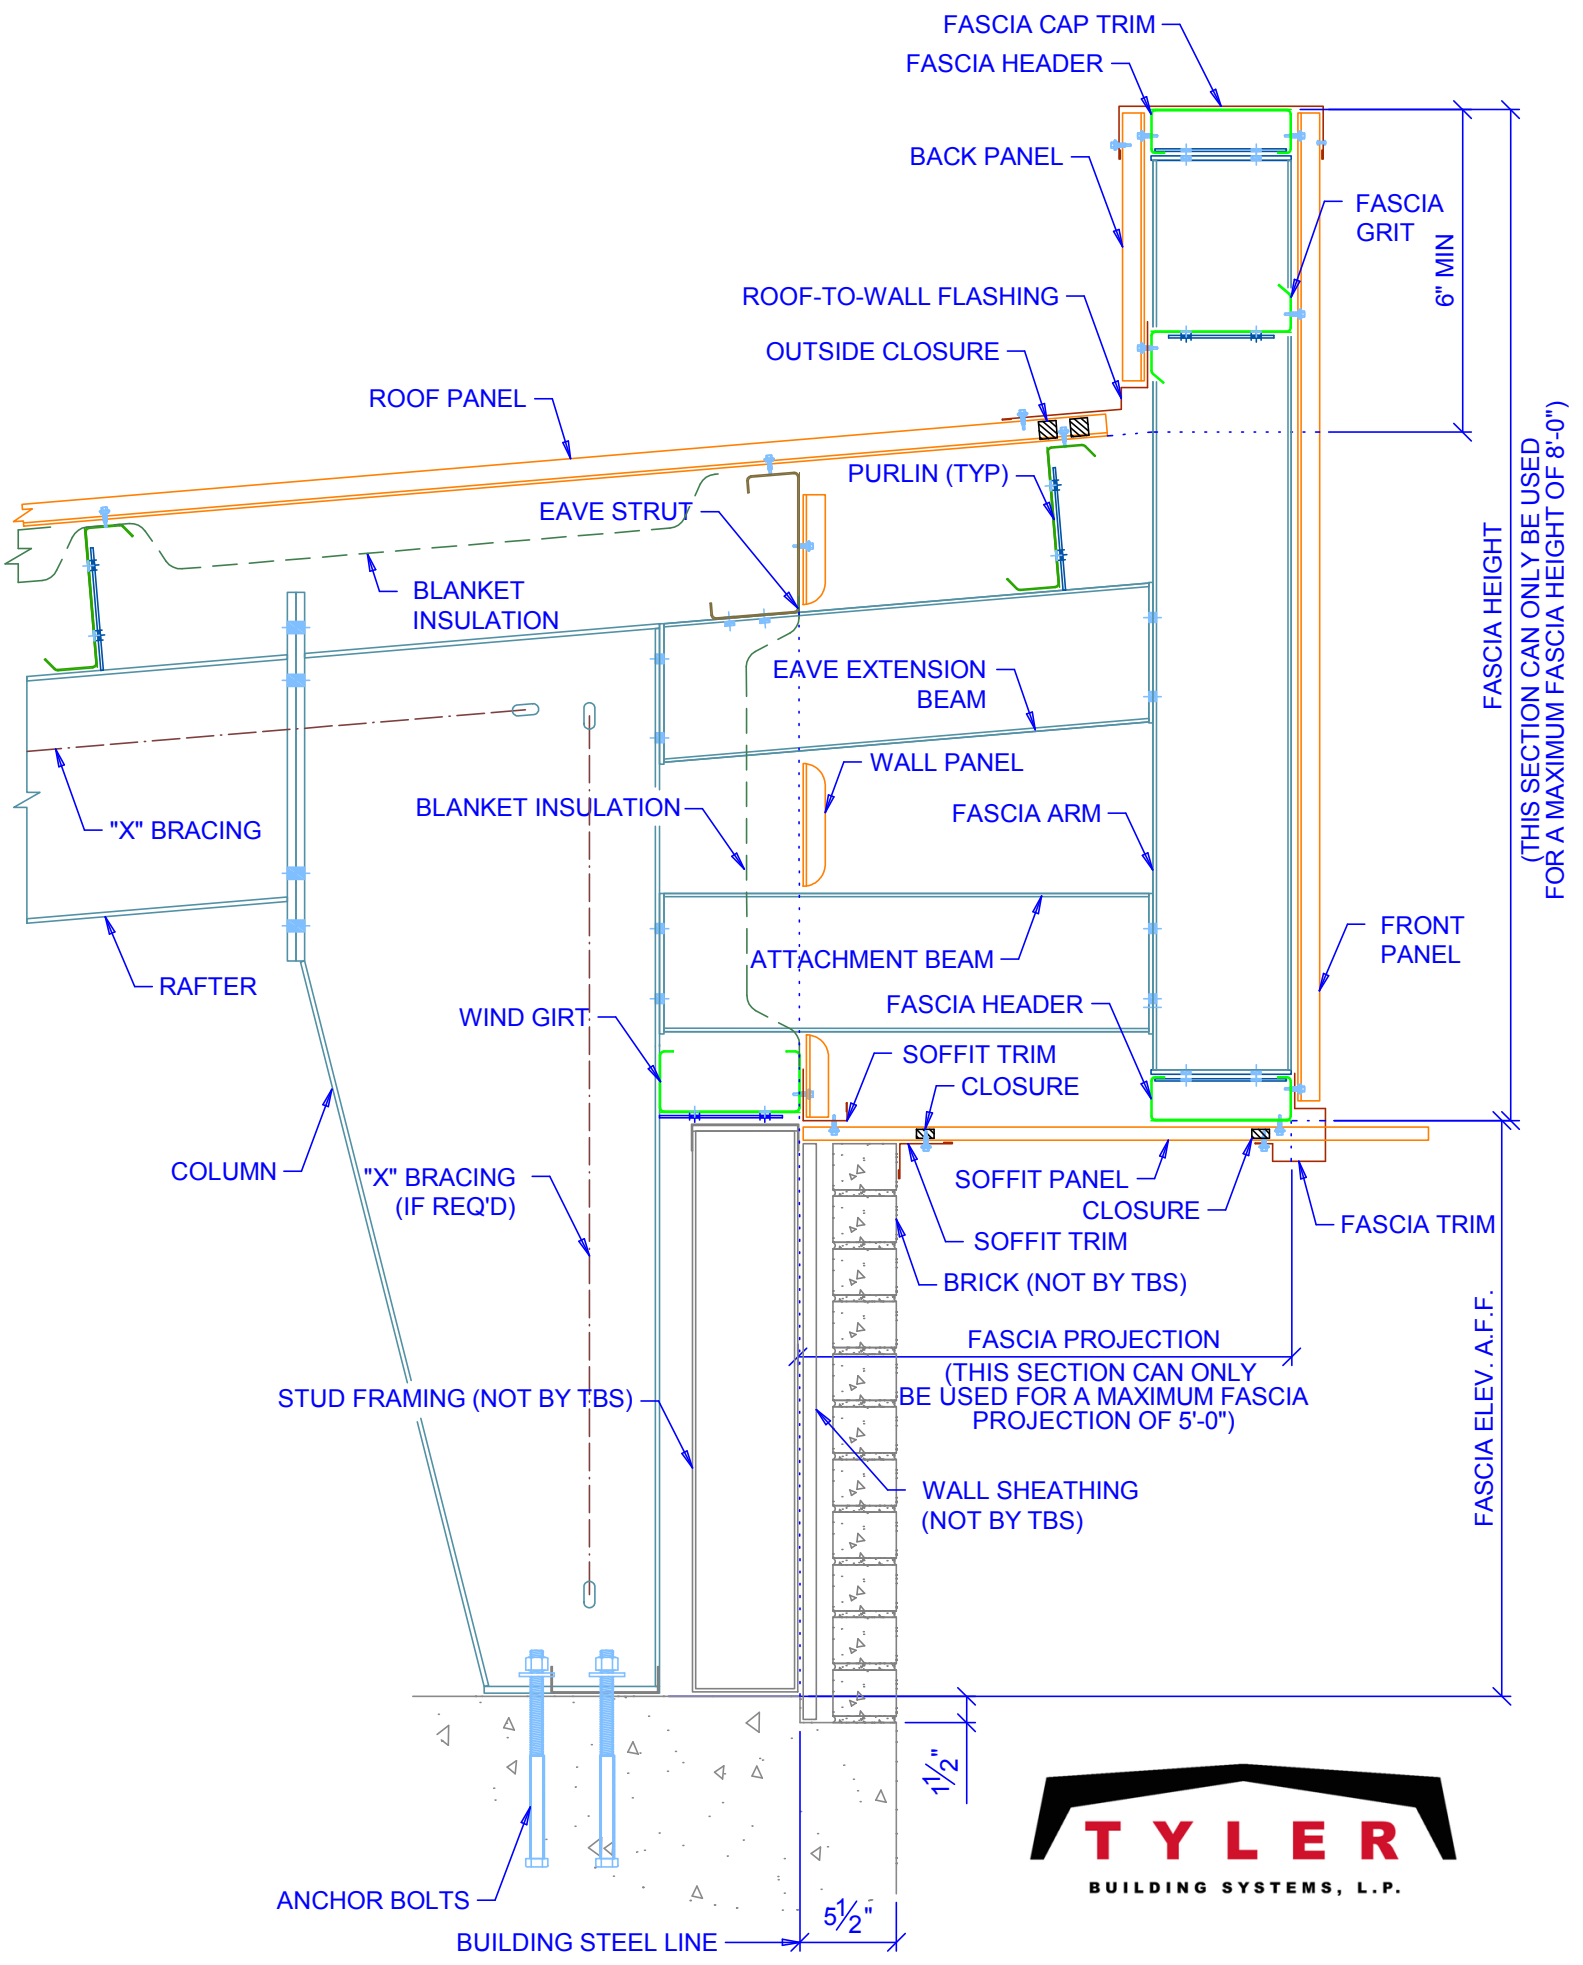 FASCIA CAP TRIM
FASCIA HEADER
BACK PANEL
FASCIA
GRIT
6" MIN
ROOF-TO-WALL FLASHING
OUTSIDE CLOSURE
ROOF PANEL
PURLIN (TYP)
EAVE STRUT
BLANKET
INSULATION
FASCIA HEIGHT
(THIS SECTION CAN ONLY BE USED
FOR A MAXIMUM FASCIA HEIGHT OF 8'-0")
EAVE EXTENSION
BEAM
WALL PANEL
BLANKET INSULATION
FASCIA ARM
"X" BRACING
FRONT
PANEL
ATTACHMENT BEAM
RAFTER
FASCIA HEADER
WIND GIRT
SOFFIT TRIM
CLOSURE
COLUMN
"X" BRACING
(IF REQ'D)
SOFFIT PANEL
CLOSURE
FASCIA TRIM
SOFFIT TRIM
BRICK (NOT BY TBS)
FASCIA PROJECTION
(THIS SECTION CAN ONLY
BE USED FOR A MAXIMUM FASCIA
PROJECTION OF 5'-0")
STUD FRAMING (NOT BY TBS)
FASCIA ELEV. A.F.F.
WALL SHEATHING
(NOT BY TBS)
1½"
TYLER
BUILDING SYSTEMS, L.P.
ANCHOR BOLTS
5½"
BUILDING STEEL LINE